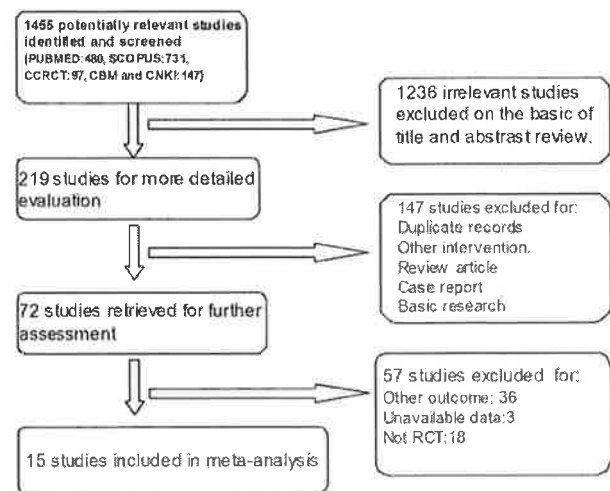 1455 potentially relevant studies
identified and screened
(PUBMED:480, SCOPUS:731,
CCRCT:97, CBM and CNKI:147)
1236 irrelevant studies
excluded on the basic of
title and abstrast review.
219 studies for more detailed
evaluation
147 studies excluded for:
Duplicate records
Other intervention.
Review article
Case report
Basic research
72 studies retrieved for further
assessment
57 studies excluded for:
Other outcome: 36
Unavailable data:3
Not RCT:18
15 studies included in meta-analysis